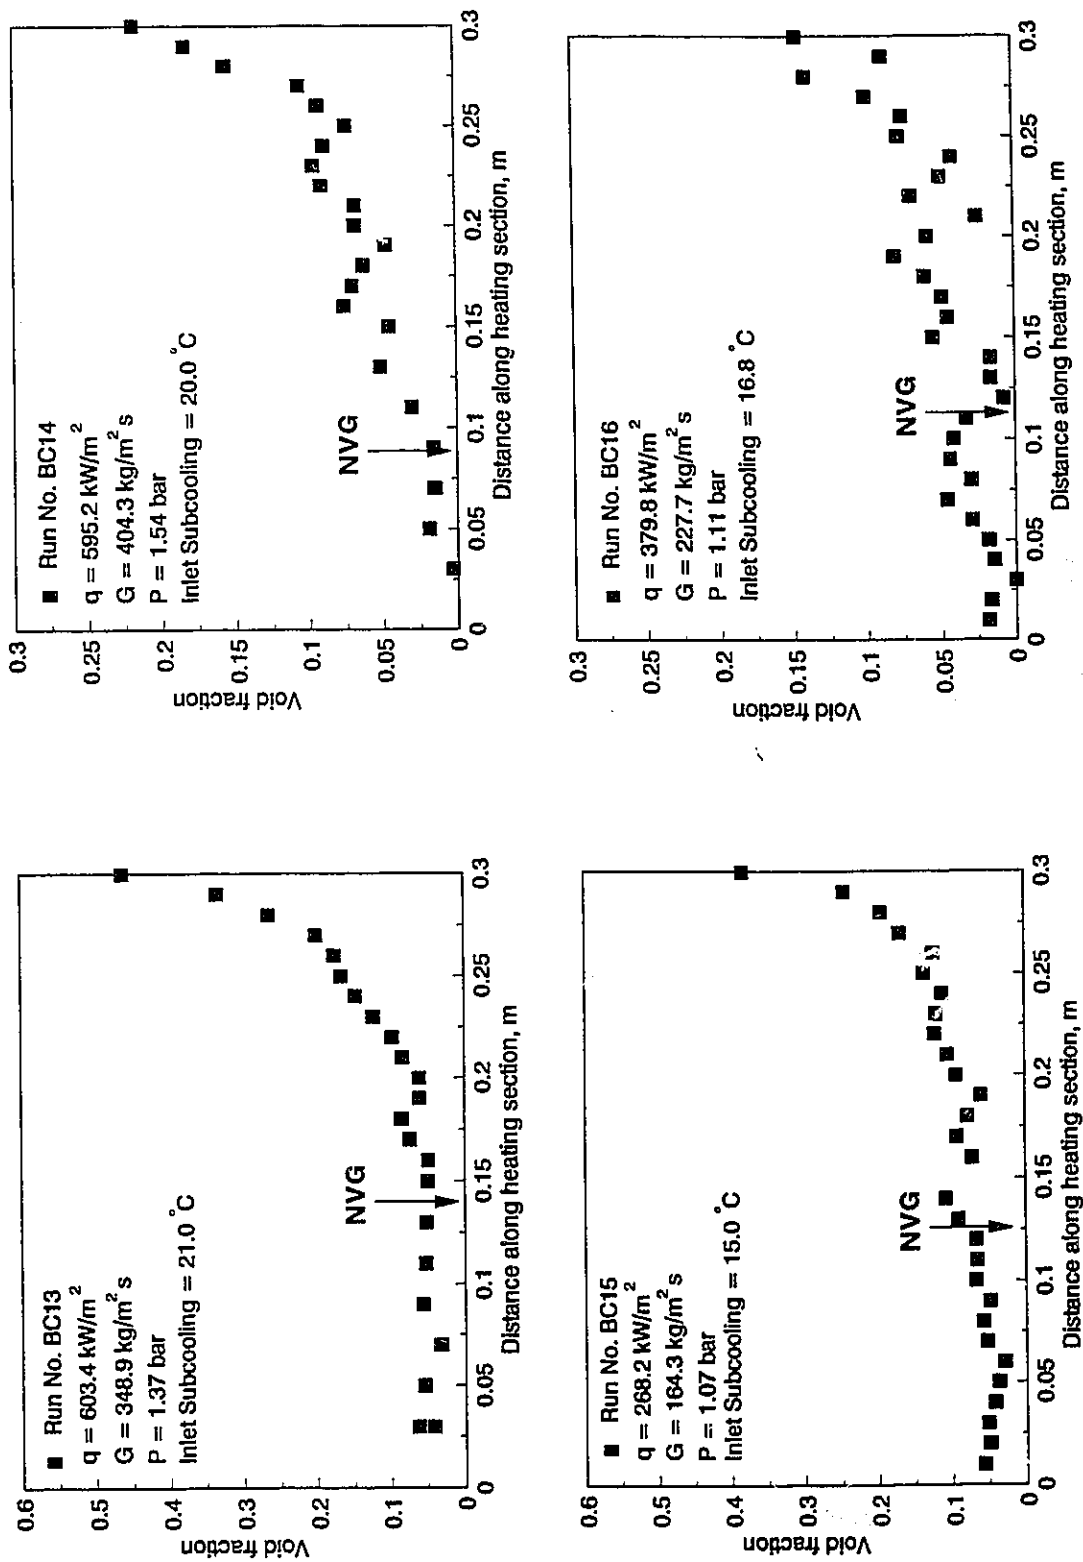 Run No. BC13
q = 603.4 kW/m²
G = 348.9 kg/m² s
P = 1.37 bar
Inlet Subcooling = 21.0 °C
NVG
Void fraction
0.6
0.5
0.4
0.3
0.2
0.1
0
0.05
0.1
0.15
0.2
0.25
0.3
Distance along heating section, m
Run No. BC14
q = 595.2 kW/m²
G = 404.3 kg/m² s
P = 1.54 bar
Inlet Subcooling = 20.0 °C
NVG
Void fraction
0.3
0.25
0.2
0.15
0.1
0.05
0
0.05
0.1
0.15
0.2
0.25
0.3
Distance along heating section, m
Run No. BC15
q = 268.2 kW/m²
G = 164.3 kg/m² s
P = 1.07 bar
Inlet Subcooling = 15.0 °C
NVG
Void fraction
0.6
0.5
0.4
0.3
0.2
0.1
0
0.05
0.1
0.15
0.2
0.25
0.3
Distance along heating section, m
Run No. BC16
q = 379.8 kW/m²
G = 227.7 kg/m² s
P = 1.11 bar
Inlet Subcooling = 16.8 °C
NVG
Void fraction
0.3
0.25
0.2
0.15
0.1
0.05
0
0.05
0.1
0.15
0.2
0.25
0.3
Distance along heating section, m